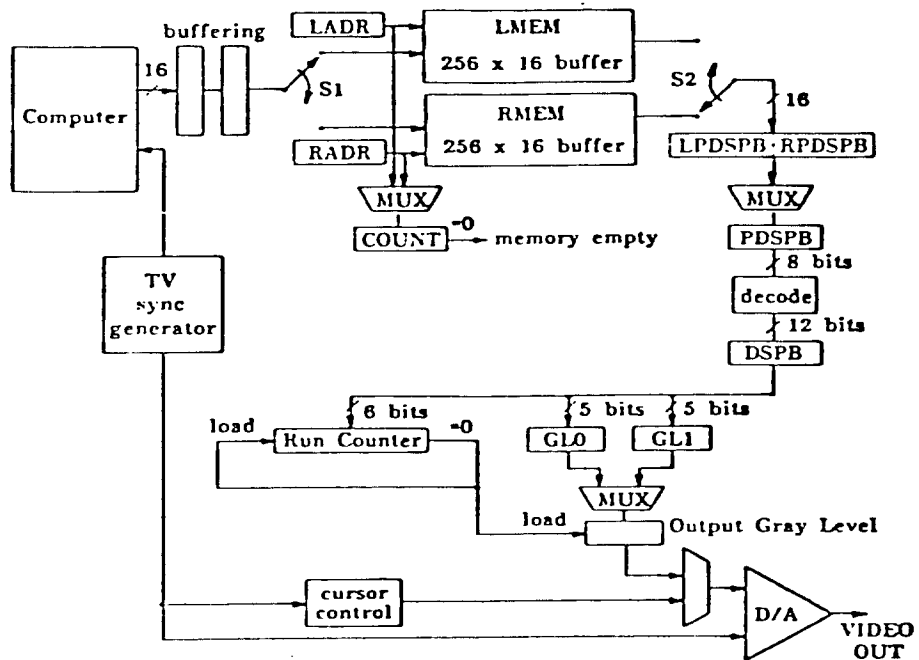 buffering
LADR
LMEM
256 x 16 buffer
16
S1
S2
Computer
RMEM
256 x 16 buffer
16
RADR
LPDSPB·RPDSPB
MUX
MUX
=0
COUNT
memory empty
PDSPB
8 bits
TV
sync
generator
decode
12 bits
DSPB
6 bits
5 bits
5 bits
load
Run Counter
=0
GL0
GL1
MUX
load
Output Gray Level
cursor
control
D/A
VIDEO
OUT